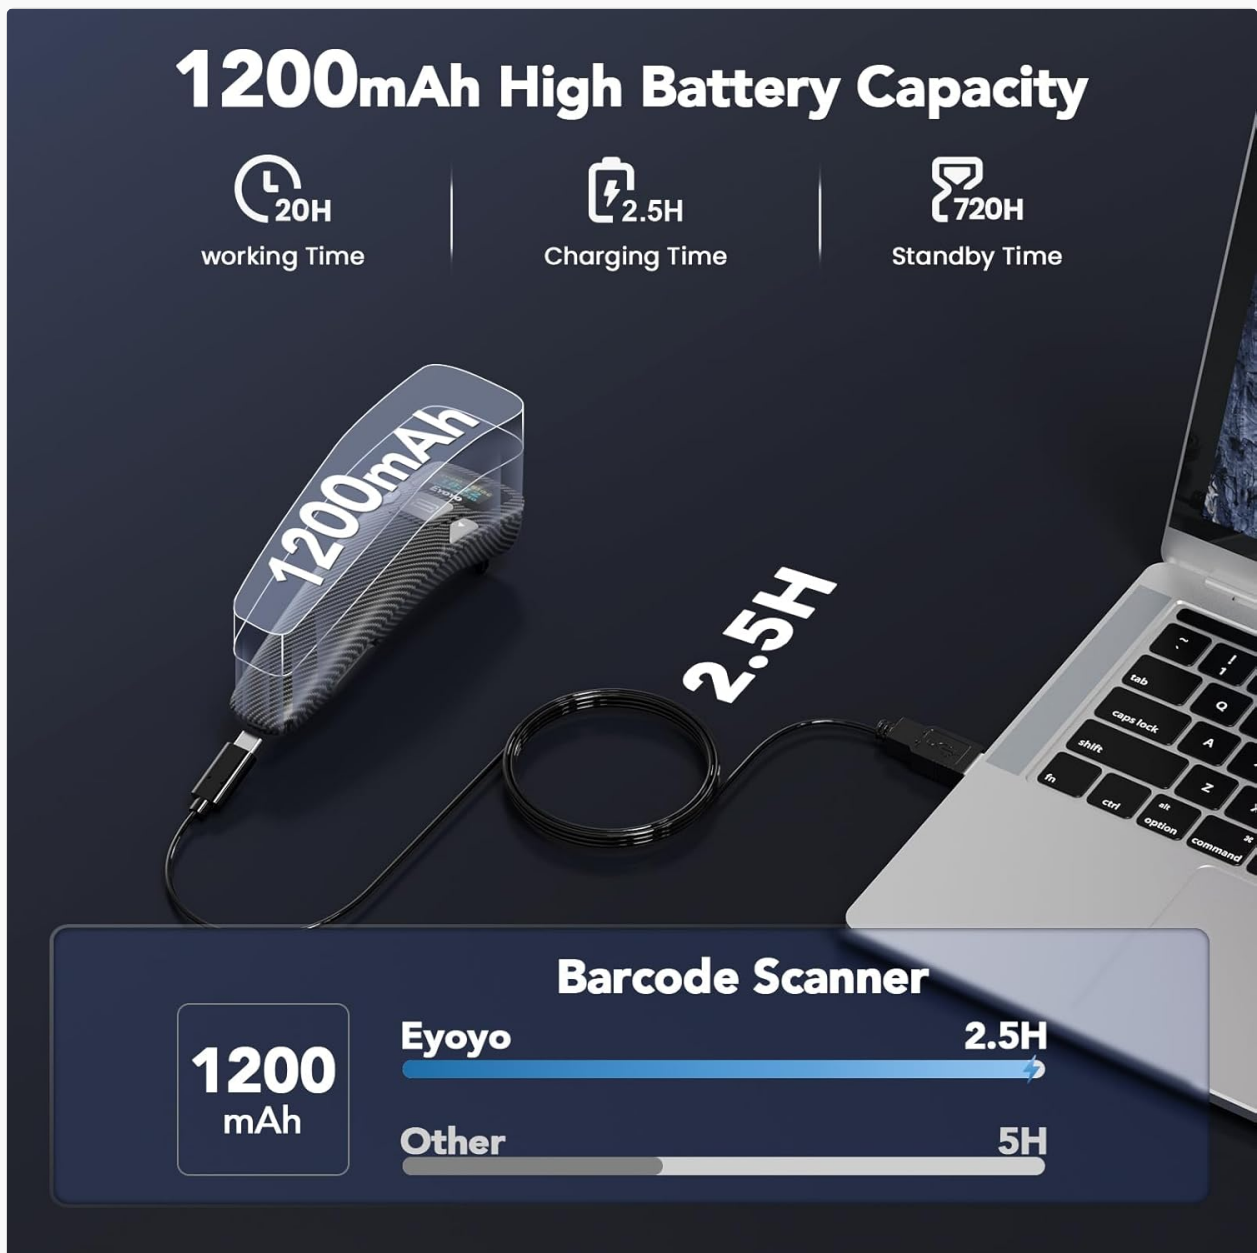 1200mAh High Battery Capacity
20H
working Time
2.5H
Charging Time
720H
Standby Time
1200mAh
Eyoyo
2.5H
~
`
!
1
tab
Q
caps lock
A
shift
Z
fn
ctrl
alt
option
⌘
command
Barcode Scanner
1200
mAh
Eyoyo 2.5H
Other 5H